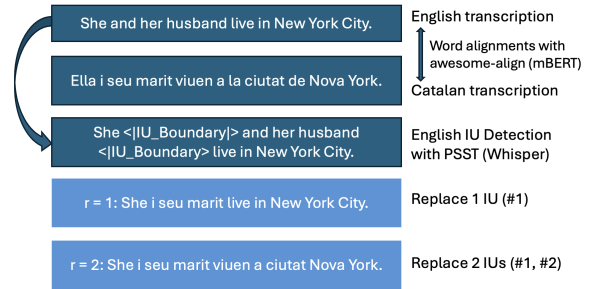 She and her husband live in New York City.
English transcription
Word alignments with
awesome-align (mBERT)
Ella i seu marit viuen a la ciutat de Nova York.
Catalan transcription
She <|IU_Boundary|> and her husband
<|IU_Boundary> live in New York City.
English IU Detection
with PSST (Whisper)
r = 1: She i seu marit live in New York City.
Replace 1 IU (#1)
r = 2: She i seu marit viuen a ciutat Nova York.
Replace 2 IUs (#1, #2)